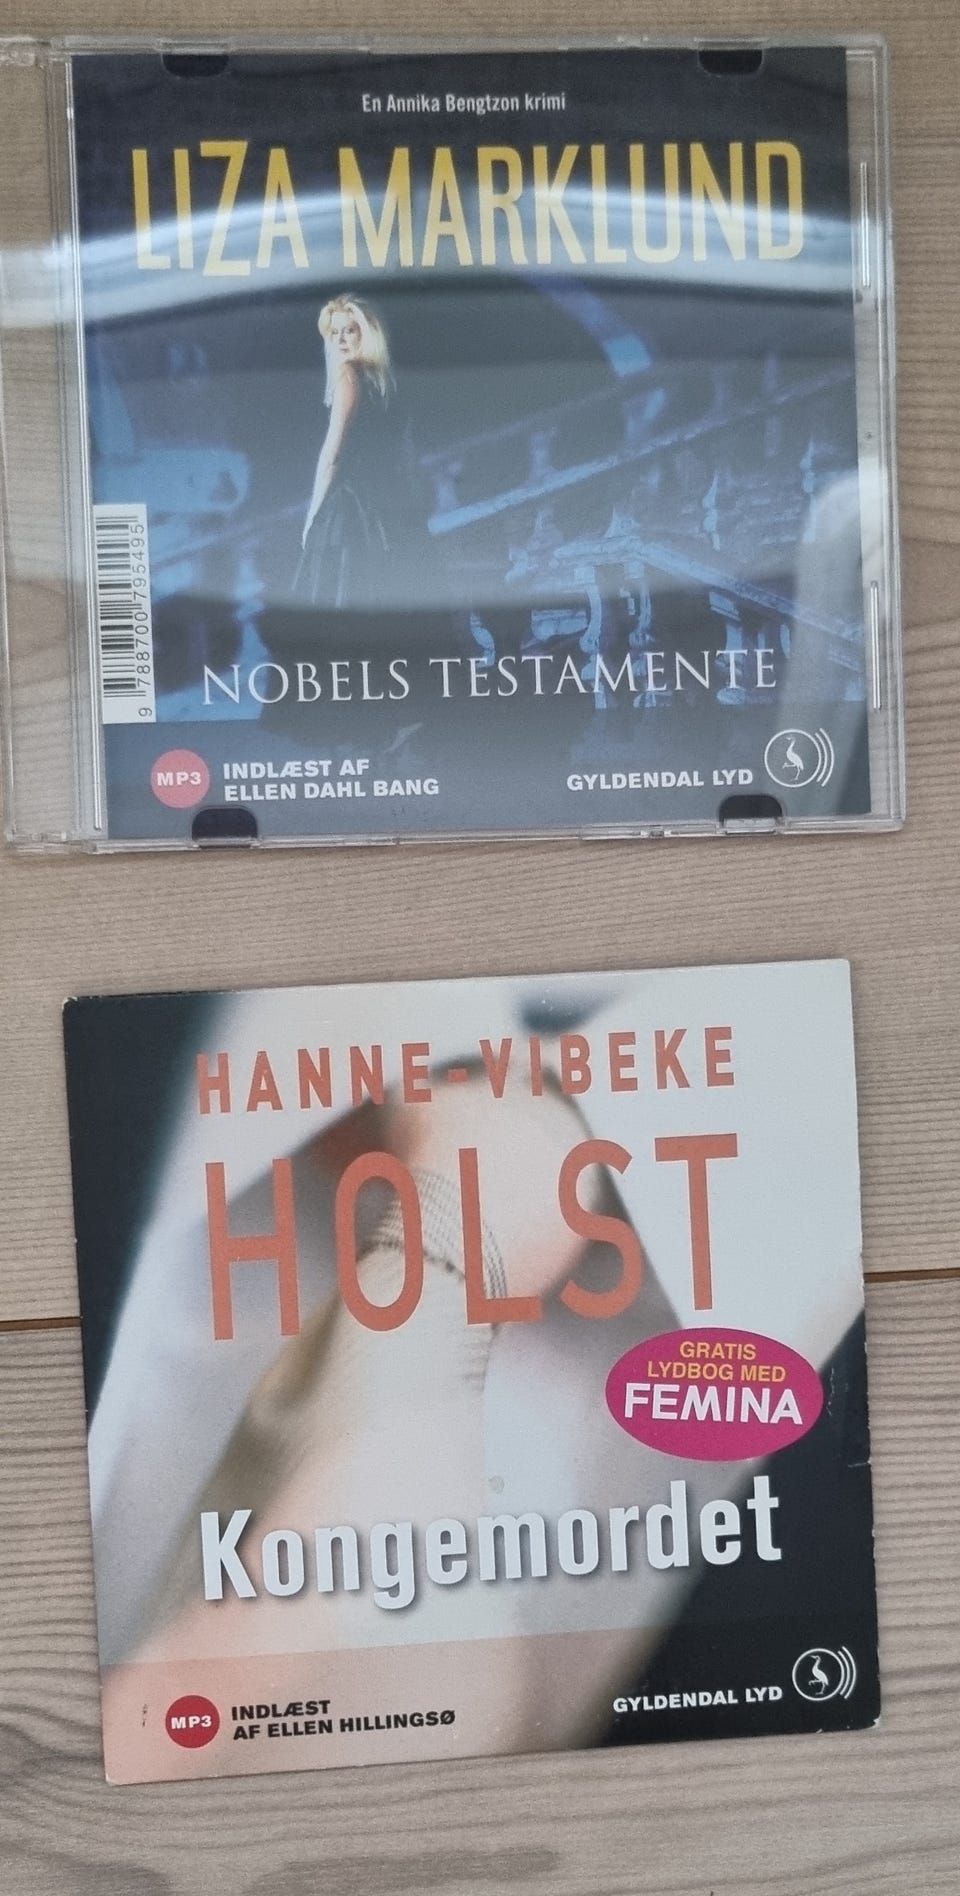 En Annika Bengtzon krimi
LIZA MARKLUND
9 788700 795495
NOBELS TESTAMENTE
MP3
INDLÆST AF
ELLEN DAHL BANG
GYLDENDAL LYD
HANNE-VIBEKE
HOLST
GRATIS
LYDBOG MED
FEMINA
Kongemordet
MP3
INDLÆST
AF ELLEN HILLINGSØ
GYLDENDAL LYD